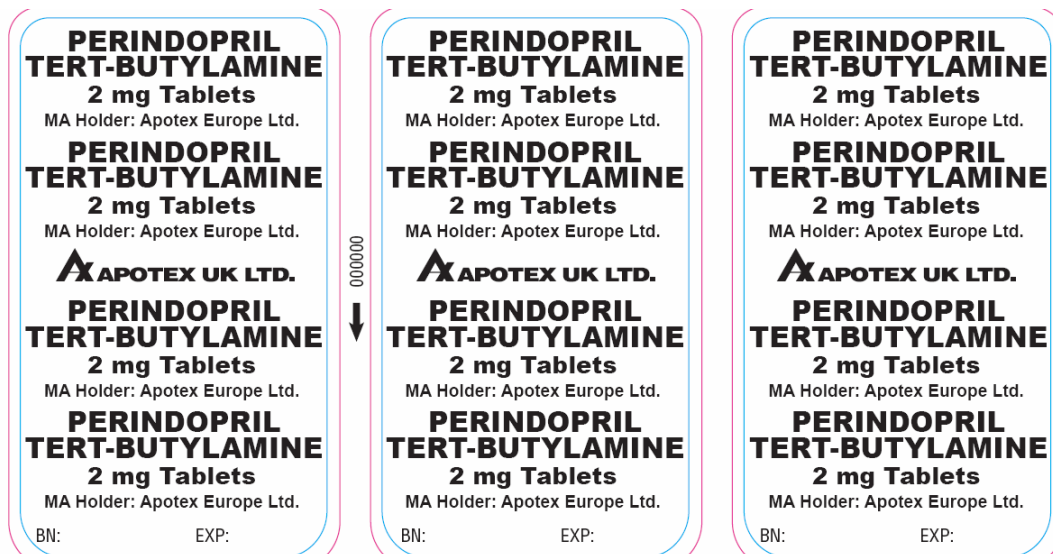 PERINDOPRIL
TERT-BUTYLAMINE
2 mg Tablets
MA Holder: Apotex Europe Ltd.
PERINDOPRIL
TERT-BUTYLAMINE
2 mg Tablets
MA Holder: Apotex Europe Ltd.
APOTEX UK LTD.
PERINDOPRIL
TERT-BUTYLAMINE
2 mg Tablets
MA Holder: Apotex Europe Ltd.
PERINDOPRIL
TERT-BUTYLAMINE
2 mg Tablets
MA Holder: Apotex Europe Ltd.
BN: EXP:
000000
PERINDOPRIL
TERT-BUTYLAMINE
2 mg Tablets
MA Holder: Apotex Europe Ltd.
PERINDOPRIL
TERT-BUTYLAMINE
2 mg Tablets
MA Holder: Apotex Europe Ltd.
APOTEX UK LTD.
PERINDOPRIL
TERT-BUTYLAMINE
2 mg Tablets
MA Holder: Apotex Europe Ltd.
PERINDOPRIL
TERT-BUTYLAMINE
2 mg Tablets
MA Holder: Apotex Europe Ltd.
BN: EXP:
PERINDOPRIL
TERT-BUTYLAMINE
2 mg Tablets
MA Holder: Apotex Europe Ltd.
PERINDOPRIL
TERT-BUTYLAMINE
2 mg Tablets
MA Holder: Apotex Europe Ltd.
APOTEX UK LTD.
PERINDOPRIL
TERT-BUTYLAMINE
2 mg Tablets
MA Holder: Apotex Europe Ltd.
PERINDOPRIL
TERT-BUTYLAMINE
2 mg Tablets
MA Holder: Apotex Europe Ltd.
BN: EXP: